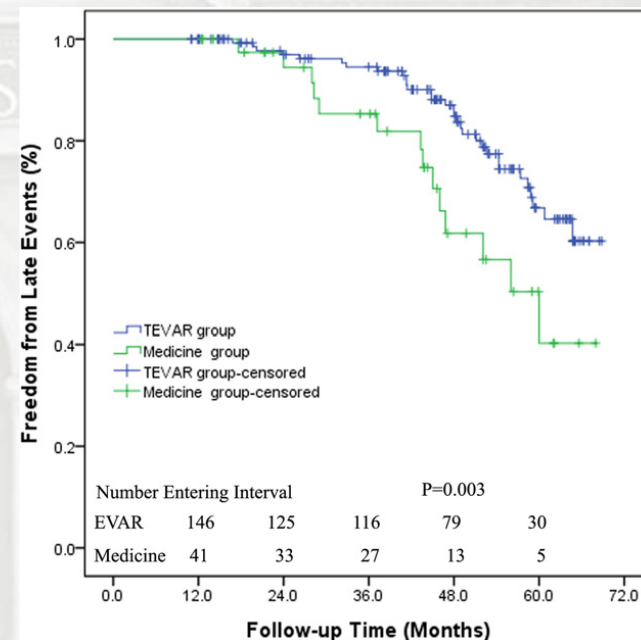 Freedom from Late Events (%)
1.0
0.8
0.6
0.4
0.2
0.0
TEVAR group
Medicine group
TEVAR group-censored
Medicine group-censored
Number Entering Interval P=0.003
EVAR 146 125 116 79 30
Medicine 41 33 27 13 5
0.0 12.0 24.0 36.0 48.0 60.0 72.0
Follow-up Time (Months)